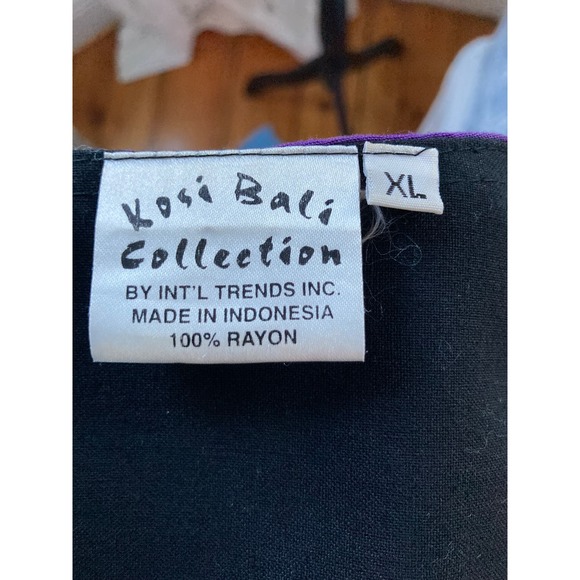 Kosi Bali
Collection
BY INT'L TRENDS INC.
MADE IN INDONESIA
100% RAYON
XL